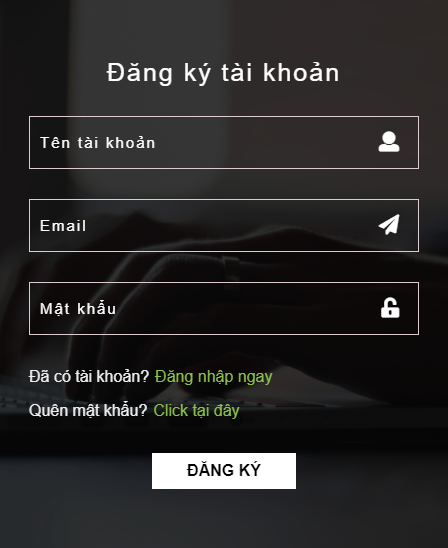 Đăng ký tài khoản
Tên tài khoản
Email
Mật khẩu
Đã có tài khoản? Đăng nhập ngay
Quên mật khẩu? Click tại đây
ĐĂNG KÝ